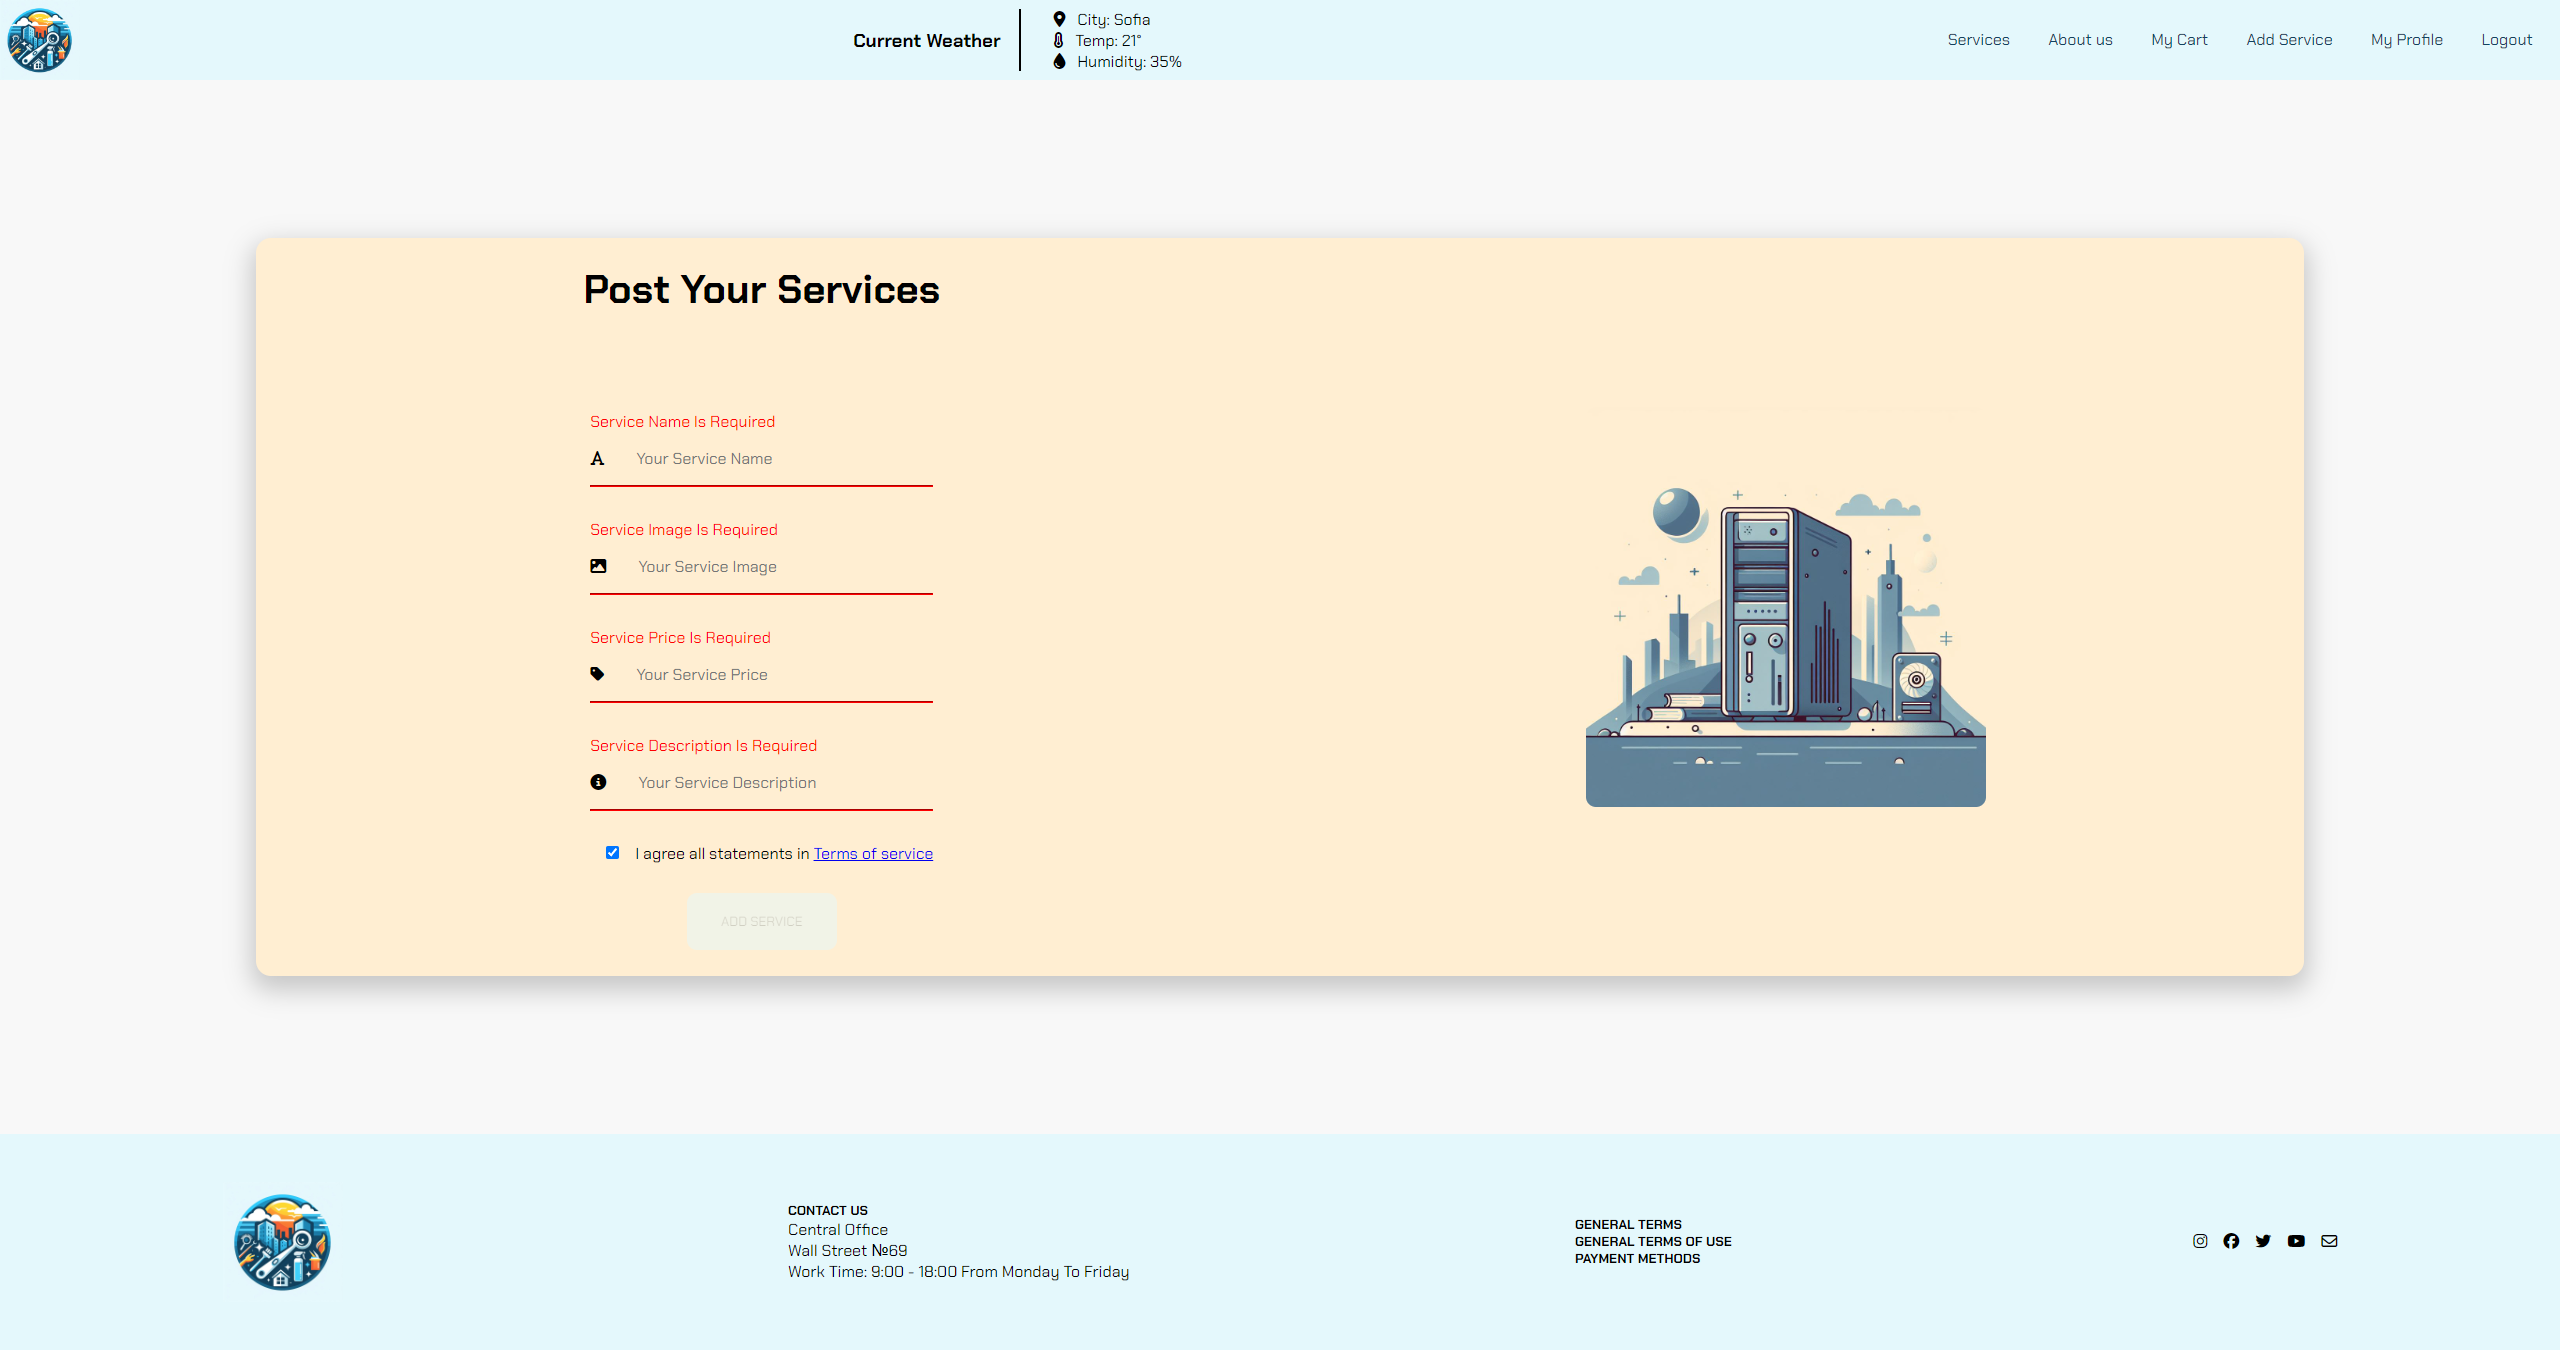 Current Weather
City: Sofia
Temp: 21°
Humidity: 35%
Services
About us
My Cart
Add Service
My Profile
Logout
Post Your Services
Service Name Is Required
Your Service Name
Service Image Is Required
Your Service Image
Service Price Is Required
Your Service Price
Service Description Is Required
Your Service Description
I agree all statements in Terms of service
ADD SERVICE
CONTACT US
Central Office
Wall Street №69
Work Time: 9:00 - 18:00 From Monday To Friday
GENERAL TERMS
GENERAL TERMS OF USE
PAYMENT METHODS